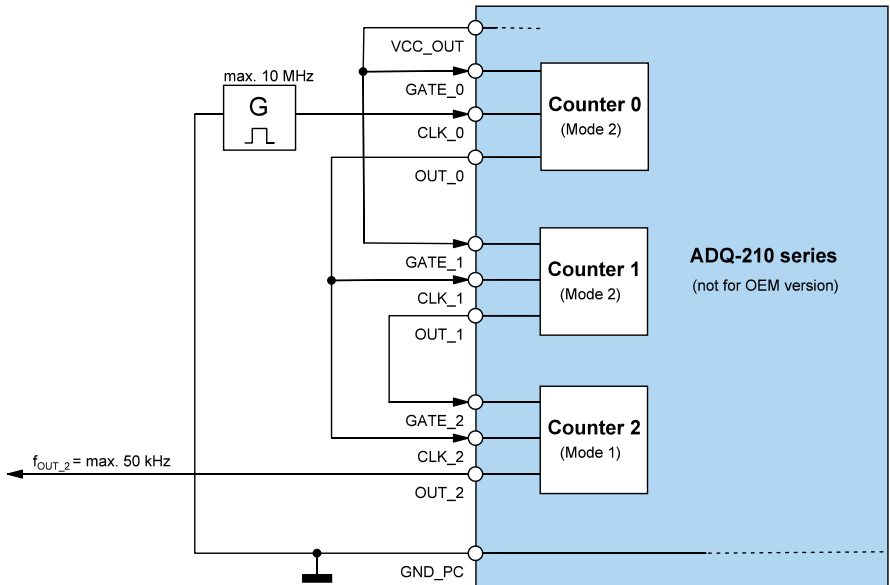 VCC_OUT
max. 10 MHz
G
GATE_0
CLK_0
OUT_0
Counter 0
(Mode 2)
GATE_1
CLK_1
OUT_1
Counter 1
(Mode 2)
ADQ-210 series
(not for OEM version)
GATE_2
CLK_2
OUT_2
Counter 2
(Mode 1)
fOUT_2 = max. 50 kHz
GND_PC